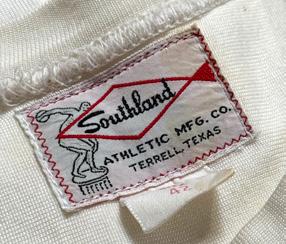 Southland
ATHLETIC MFG. CO.
TERRELL, TEXAS
42